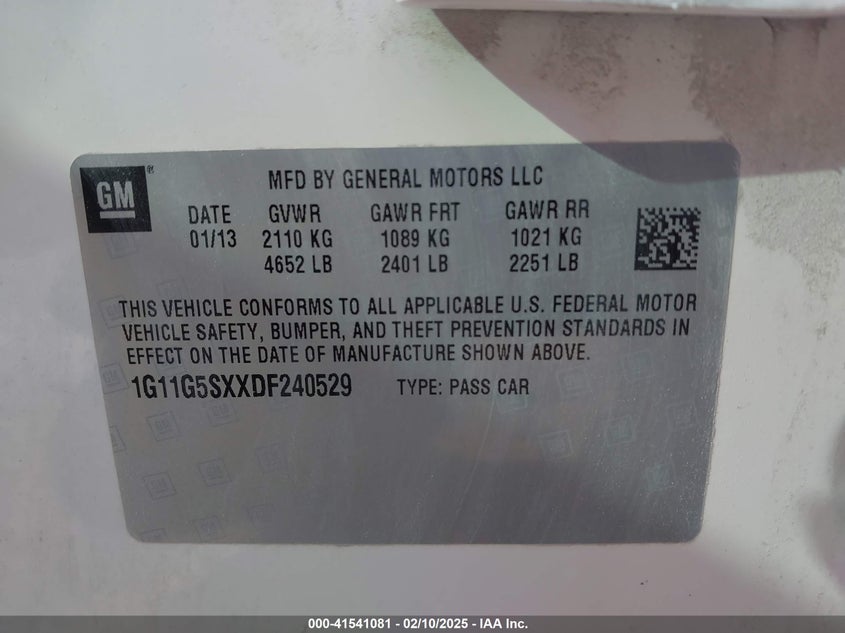 GM®
MFD BY GENERAL MOTORS LLC
DATE GVWR GAWR FRT GAWR RR
01/13 2110 KG 1089 KG 1021 KG
4652 LB 2401 LB 2251 LB
THIS VEHICLE CONFORMS TO ALL APPLICABLE U.S. FEDERAL MOTOR
VEHICLE SAFETY, BUMPER, AND THEFT PREVENTION STANDARDS IN
EFFECT ON THE DATE OF MANUFACTURE SHOWN ABOVE.
1G11G5SXXDF240529 TYPE: PASS CAR
000-41541081 — 02/10/2025 — IAA Inc.